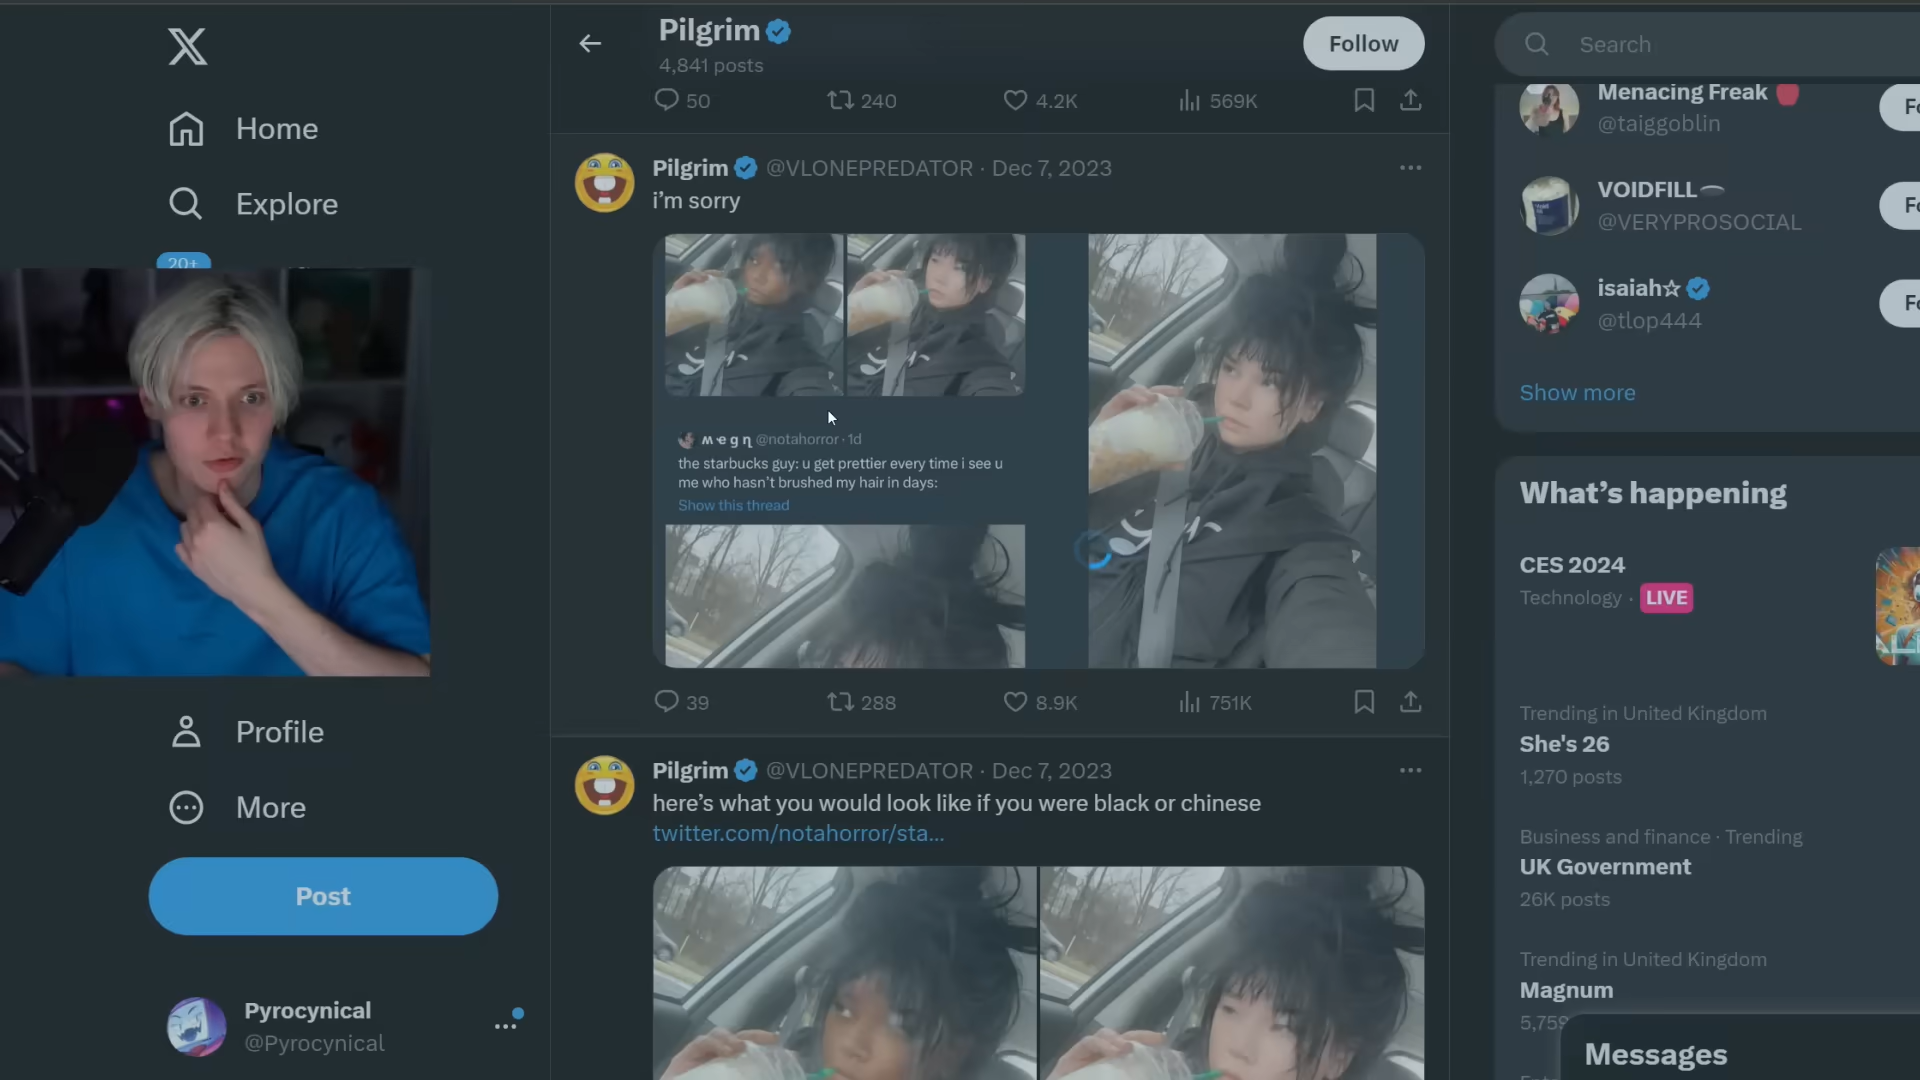 Home
Explore
20+
Profile
More
Post
Pyrocynical
@Pyrocynical
Pilgrim
4,841 posts
Follow
50
240
4.2K
569K
Pilgrim @VLONEPREDATOR · Dec 7, 2023
i'm sorry
ʍ e g ɳ @notahorror · 1d
the starbucks guy: u get prettier every time i see u
me who hasn't brushed my hair in days:
Show this thread
39
288
8.9K
751K
Pilgrim @VLONEPREDATOR · Dec 7, 2023
here's what you would look like if you were black or chinese
twitter.com/notahorror/sta...
Search
Menacing Freak
@taiggoblin
Fo
VOIDFILL
@VERYPROSOCIAL
Fo
isaiah☆
@tlop444
Fo
Show more
What's happening
CES 2024
Technology · LIVE
Trending in United Kingdom
She's 26
1,270 posts
Business and finance · Trending
UK Government
26K posts
Trending in United Kingdom
Magnum
5,759
Messages